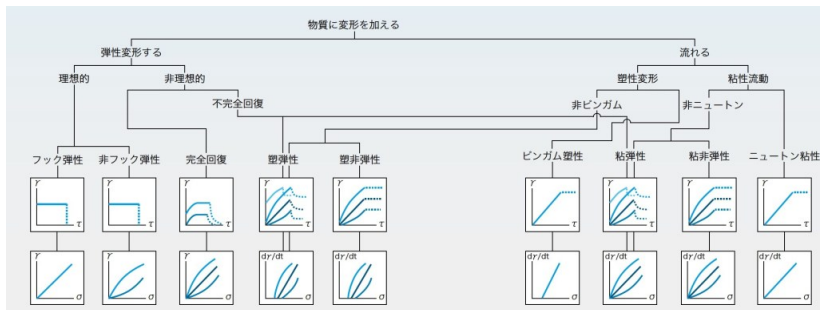 物質に変形を加える
弾性変形する
流れる
理想的
非理想的
塑性変形
粘性流動
不完全回復
非ビンガム
非ニュートン
フック弾性
非フック弾性
完全回復
塑弾性
塑非弾性
ビンガム塑性
粘弾性
粘非弾性
ニュートン粘性
γ
γ
γ
γ
γ
γ
γ
γ
γ
τ
τ
τ
τ
τ
τ
τ
τ
τ
γ
γ
γ
dγ/dt
dγ/dt
dγ/dt
dγ/dt
dγ/dt
dγ/dt
σ
σ
σ
σ
σ
σ
σ
σ
σ